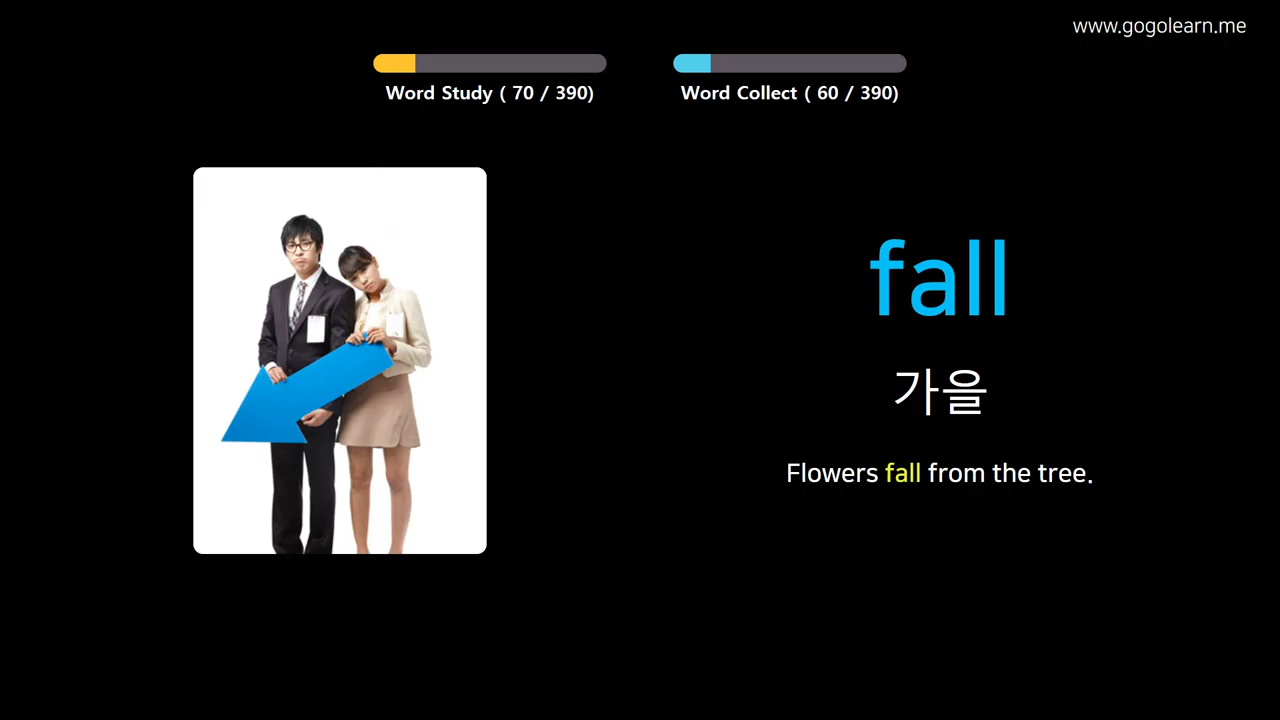 www.gogolearn.me
Word Study ( 70 / 390)
Word Collect ( 60 / 390)
fall
가을
Flowers fall from the tree.